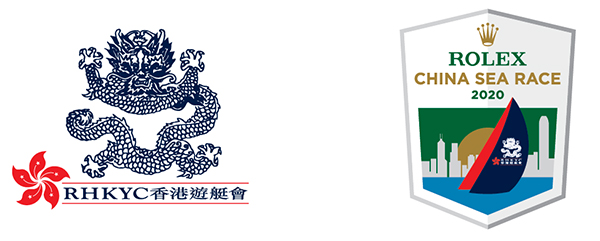 RHKYC香港遊艇會
ROLEX
CHINA SEA RACE
2020